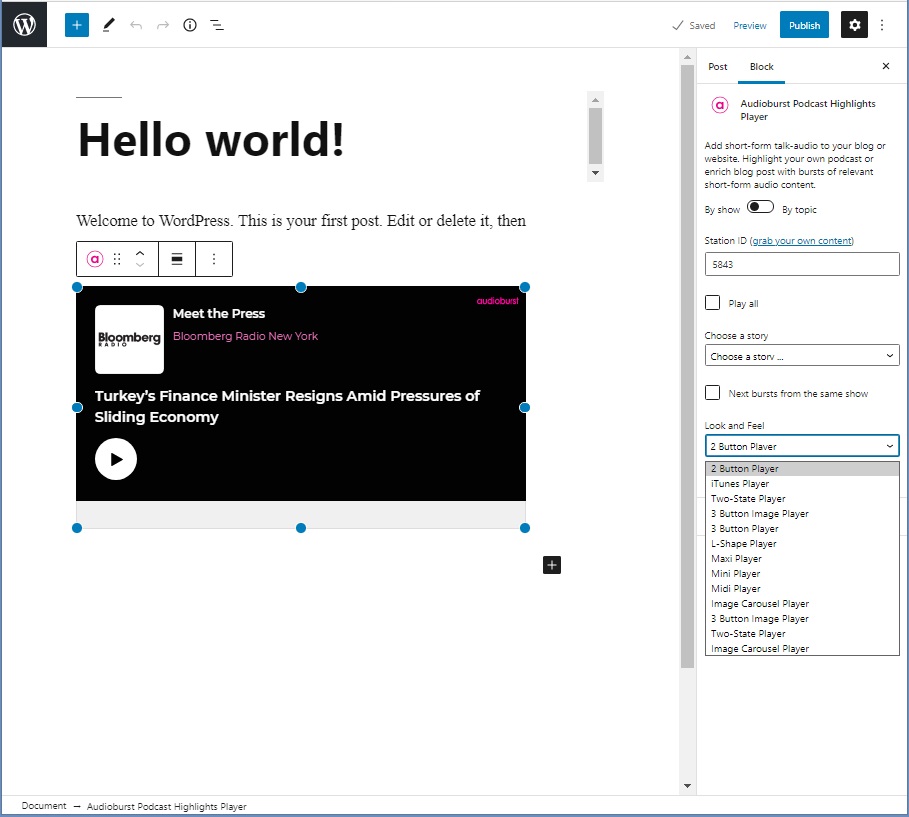 Saved
Preview
Publish
Post
Block
Hello world!
Welcome to WordPress. This is your first post. Edit or delete it, then
a
audioburst
Bloomberg
RADIO
Meet the Press
Bloomberg Radio New York
Turkey's Finance Minister Resigns Amid Pressures of
Sliding Economy
a
Audioburst Podcast Highlights
Player
Add short-form talk-audio to your blog or
website. Highlight your own podcast or
enrich blog post with bursts of relevant
short-form audio content.
By show
By topic
Station ID (grab your own content)
5843
Play all
Choose a story
Choose a story ...
Next bursts from the same show
Look and Feel
2 Button Player
2 Button Player
iTunes Player
Two-State Player
3 Button Image Player
3 Button Player
L-Shape Player
Maxi Player
Mini Player
Midi Player
Image Carousel Player
3 Button Image Player
Two-State Player
Image Carousel Player
Document → Audioburst Podcast Highlights Player